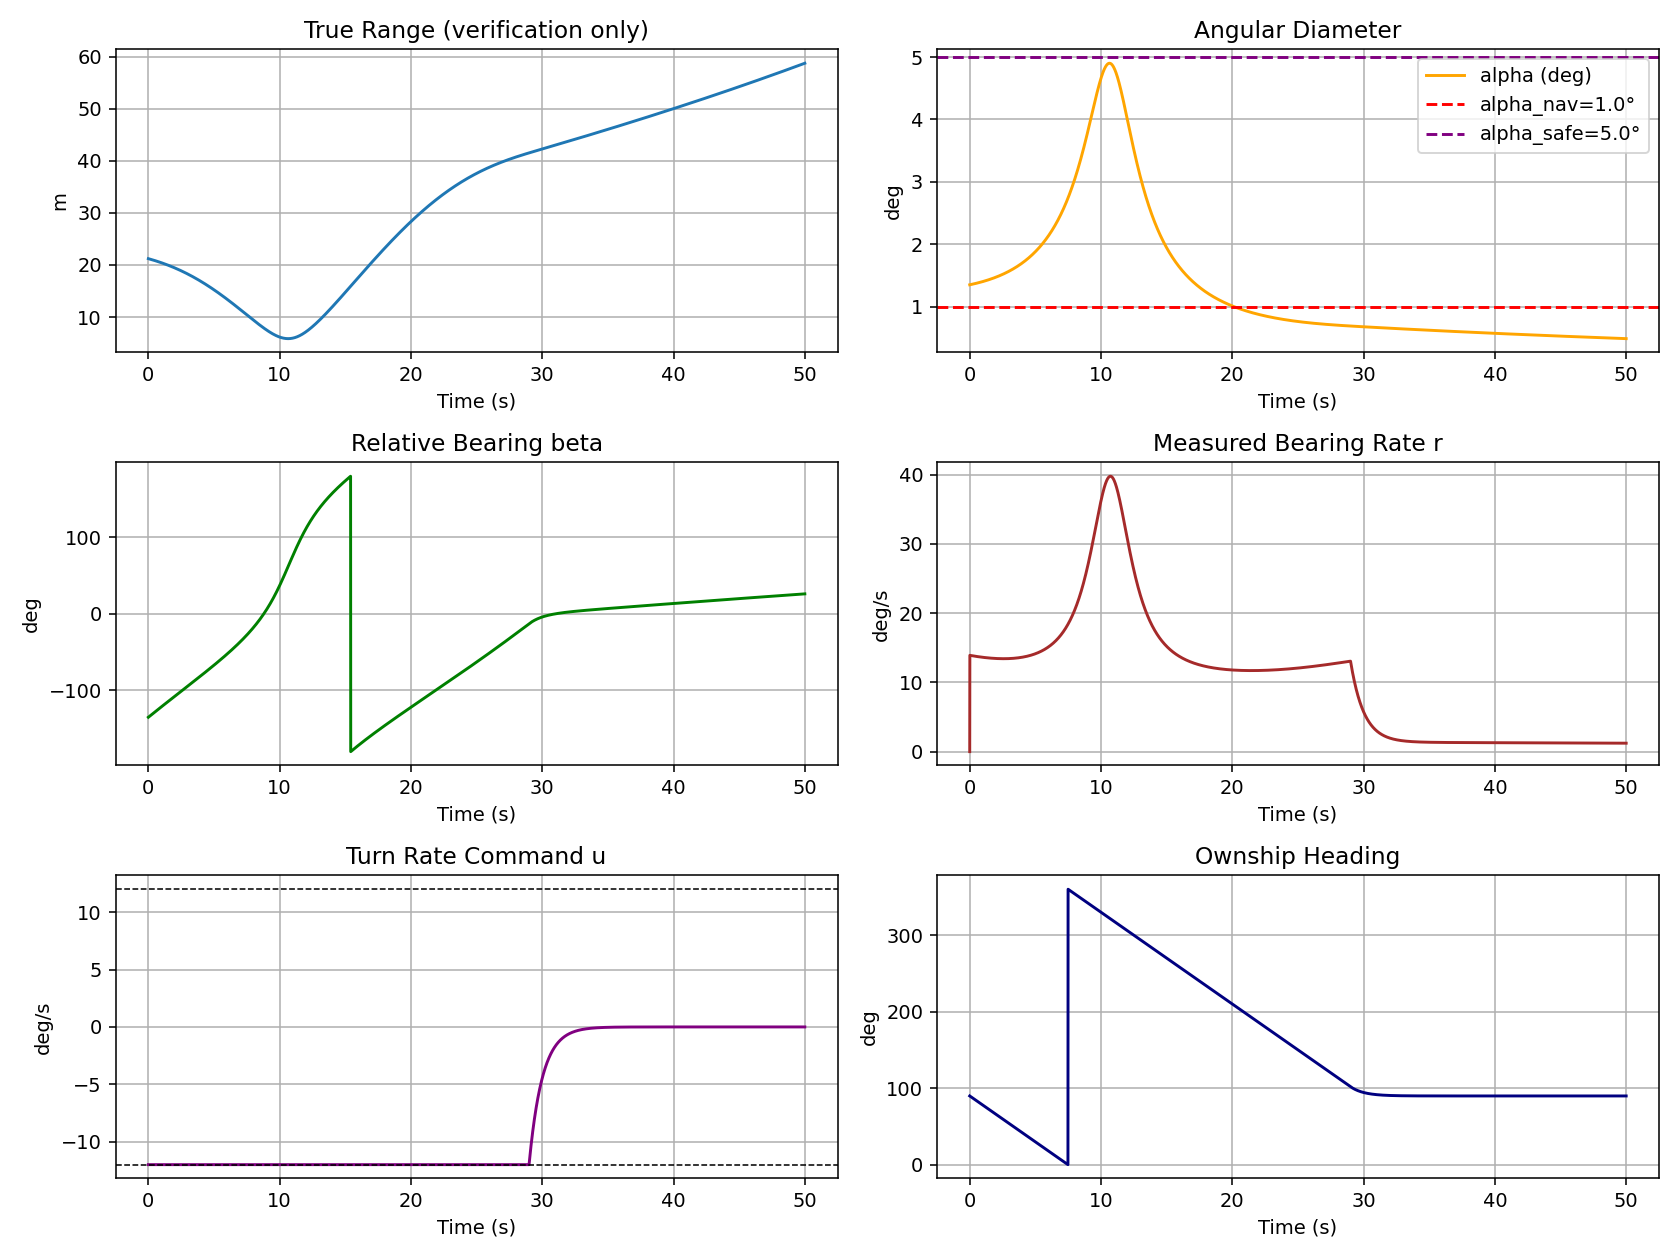 True Range (verification only)
m
60
50
40
30
20
10
0 10 20 30 40 50
Time (s)
Angular Diameter
deg
5
4
3
2
1
alpha (deg)
alpha_nav=1.0°
alpha_safe=5.0°
0 10 20 30 40 50
Time (s)
Relative Bearing beta
deg
100
0
−100
0 10 20 30 40 50
Time (s)
Measured Bearing Rate r
deg/s
40
30
20
10
0
0 10 20 30 40 50
Time (s)
Turn Rate Command u
deg/s
10
5
0
−5
−10
0 10 20 30 40 50
Time (s)
Ownship Heading
deg
300
200
100
0
0 10 20 30 40 50
Time (s)